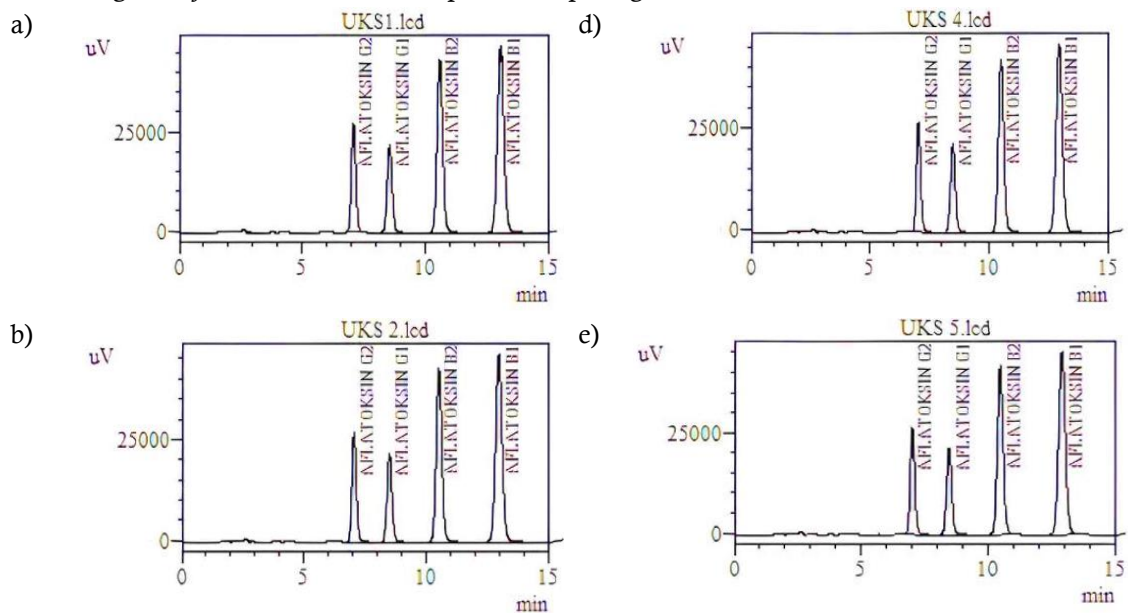 a)
UKS1.lcd
uV
25000
0
AFLATOKSIN G2
AFLATOKSIN G1
AFLATOKSIN B2
AFLATOKSIN B1
0 5 10 15
min
d)
UKS 4.lcd
uV
25000
0
AFLATOKSIN G2
AFLATOKSIN G1
AFLATOKSIN B2
AFLATOKSIN B1
0 5 10 15
min
b)
UKS 2.lcd
uV
25000
0
AFLATOKSIN G2
AFLATOKSIN G1
AFLATOKSIN B2
AFLATOKSIN B1
0 5 10 15
min
e)
UKS 5.lcd
uV
25000
0
AFLATOKSIN G2
AFLATOKSIN G1
AFLATOKSIN B2
AFLATOKSIN B1
0 5 10 15
min